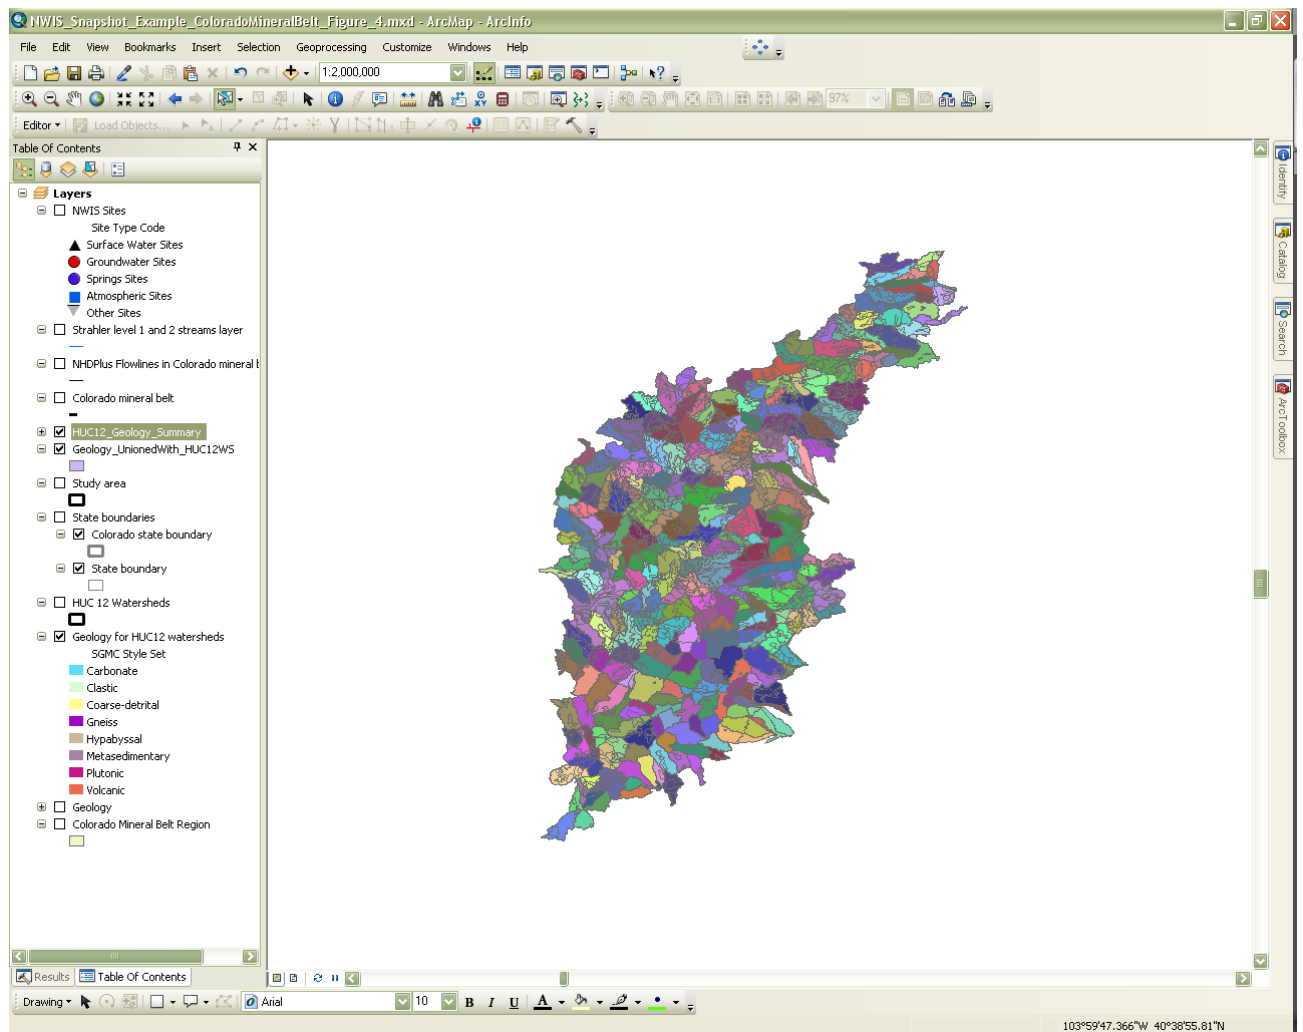 NWIS_Snapshot_Example_ColoradoMineralBelt_Figure_4.mxd - ArcMap - ArcInfo
File Edit View Bookmarks Insert Selection Geoprocessing Customize Windows Help
1:2,000,000
97%
Editor Load Objects...
Table Of Contents
Layers
NWIS Sites
Site Type Code
Surface Water Sites
Groundwater Sites
Springs Sites
Atmospheric Sites
Other Sites
Strahler level 1 and 2 streams layer
NHDPlus Flowlines in Colorado mineral b
Colorado mineral belt
HUC12_Geology_Summary
Geology_UnionedWith_HUC12WS
Study area
State boundaries
Colorado state boundary
State boundary
HUC 12 Watersheds
Geology for HUC12 watersheds
SGMC Style Set
Carbonate
Clastic
Coarse-detrital
Gneiss
Hypabyssal
Metasedimentary
Plutonic
Volcanic
Geology
Colorado Mineral Belt Region
Identify
Catalog
Search
ArcToolbox
Results Table Of Contents
Drawing Arial 10 B I U A
103°59'47.366"W 40°38'55.81"N